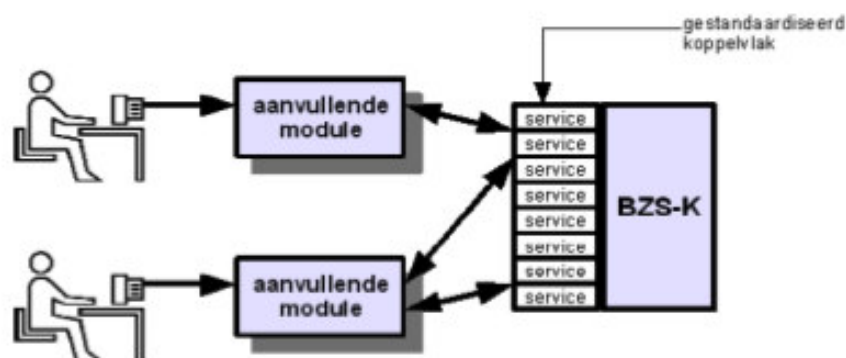 gestandaardiseerd
koppelvlak
aanvullende
module
service
service
service
service
service
service
service
service
BZS-K
aanvullende
module